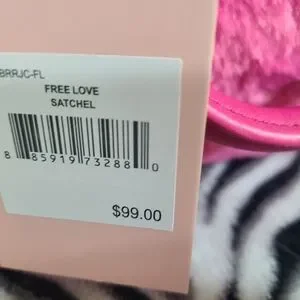 BRRJC-FL
FREE LOVE
SATCHEL
8 85919 73288 0
$99.00